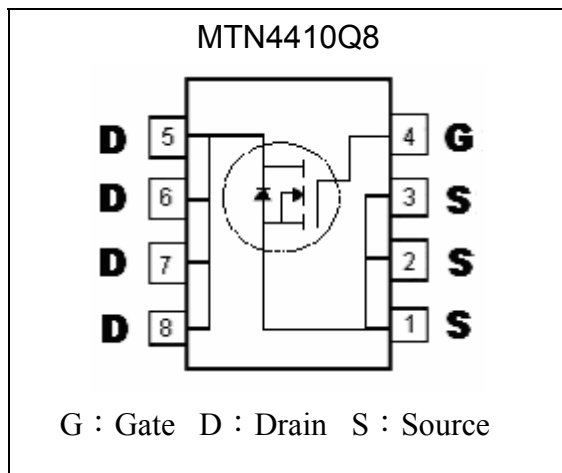 MTN4410Q8
D 5 4 G
D 6 3 S
D 7 2 S
D 8 1 S
G：Gate D：Drain S：Source